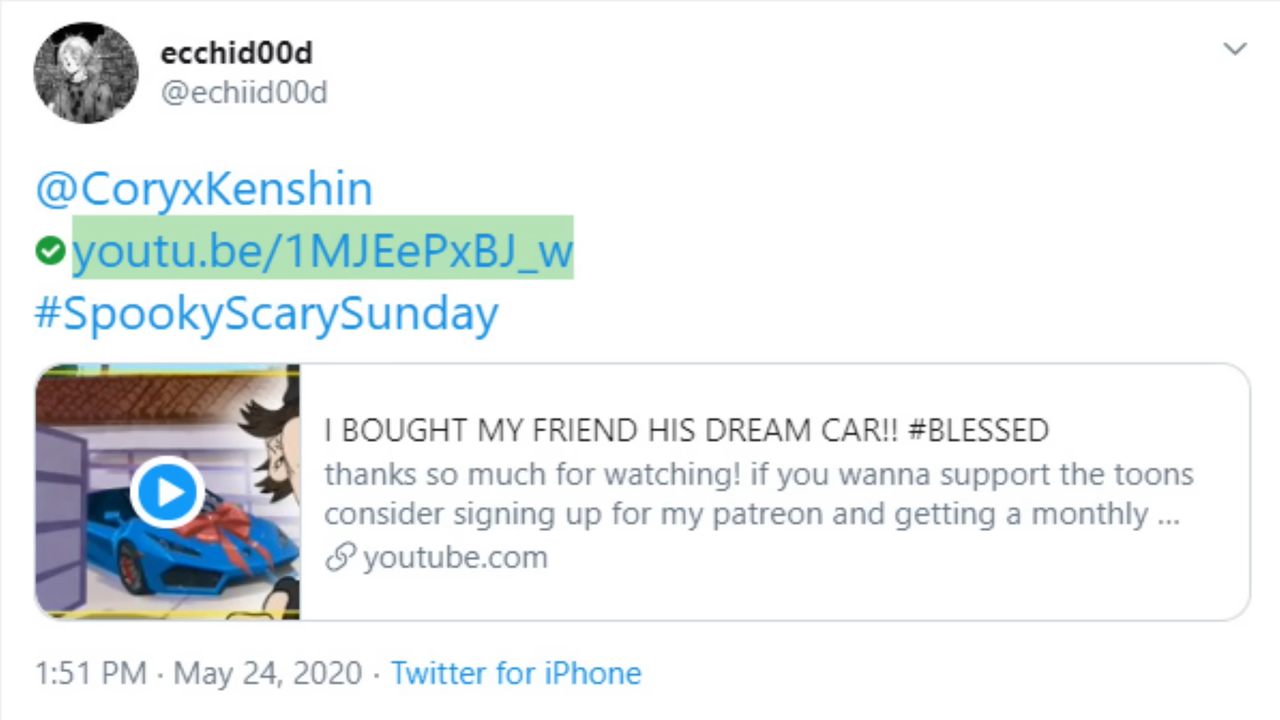 ecchid00d
@echiid00d
@CoryxKenshin
youtu.be/1MJEePxBJ_w
#SpookyScarySunday
I BOUGHT MY FRIEND HIS DREAM CAR!! #BLESSED
thanks so much for watching! if you wanna support the toons
consider signing up for my patreon and getting a monthly ...
youtube.com
1:51 PM · May 24, 2020 · Twitter for iPhone